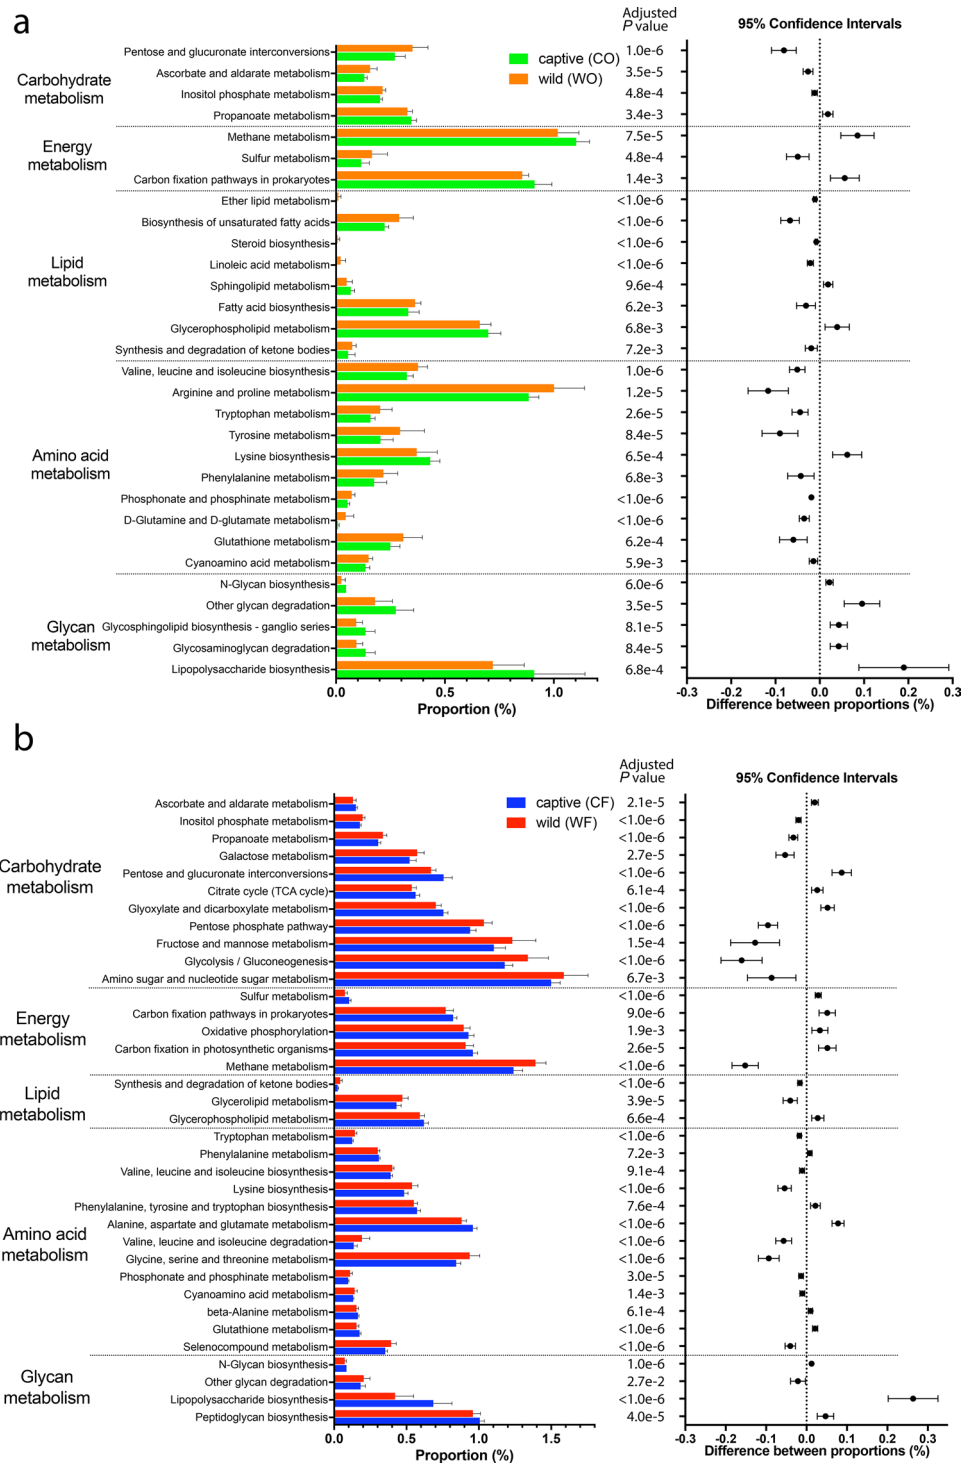 a
Adjusted
P value
95% Confidence Intervals
captive (CO)
wild (WO)
Carbohydrate
metabolism
Pentose and glucuronate interconversions 1.0e-6
Ascorbate and aldarate metabolism 3.5e-5
Inositol phosphate metabolism 4.8e-4
Propanoate metabolism 3.4e-3
Energy
metabolism
Methane metabolism 7.5e-5
Sulfur metabolism 4.8e-4
Carbon fixation pathways in prokaryotes 1.4e-3
Lipid
metabolism
Ether lipid metabolism <1.0e-6
Biosynthesis of unsaturated fatty acids <1.0e-6
Steroid biosynthesis <1.0e-6
Linoleic acid metabolism <1.0e-6
Sphingolipid metabolism 9.6e-4
Fatty acid biosynthesis 6.2e-3
Glycerophospholipid metabolism 6.8e-3
Synthesis and degradation of ketone bodies 7.2e-3
Amino acid
metabolism
Valine, leucine and isoleucine biosynthesis 1.0e-6
Arginine and proline metabolism 1.2e-5
Tryptophan metabolism 2.6e-5
Tyrosine metabolism 8.4e-5
Lysine biosynthesis 6.5e-4
Phenylalanine metabolism 6.8e-3
Phosphonate and phosphinate metabolism <1.0e-6
D-Glutamine and D-glutamate metabolism <1.0e-6
Glutathione metabolism 6.2e-4
Cyanoamino acid metabolism 5.9e-3
Glycan
metabolism
N-Glycan biosynthesis 6.0e-6
Other glycan degradation 3.5e-5
Glycosphingolipid biosynthesis - ganglio series 8.1e-5
Glycosaminoglycan degradation 8.4e-5
Lipopolysaccharide biosynthesis 6.8e-4
0.0 0.5 1.0
Proportion (%)
-0.3 -0.2 -0.1 0.0 0.1 0.2 0.3
Difference between proportions (%)
b
Adjusted
P value
95% Confidence Intervals
captive (CF)
wild (WF)
Carbohydrate
metabolism
Ascorbate and aldarate metabolism 2.1e-5
Inositol phosphate metabolism <1.0e-6
Propanoate metabolism <1.0e-6
Galactose metabolism 2.7e-5
Pentose and glucuronate interconversions <1.0e-6
Citrate cycle (TCA cycle) 6.1e-4
Glyoxylate and dicarboxylate metabolism <1.0e-6
Pentose phosphate pathway <1.0e-6
Fructose and mannose metabolism 1.5e-4
Glycolysis / Gluconeogenesis <1.0e-6
Amino sugar and nucleotide sugar metabolism 6.7e-3
Energy
metabolism
Sulfur metabolism <1.0e-6
Carbon fixation pathways in prokaryotes 9.0e-6
Oxidative phosphorylation 1.9e-3
Carbon fixation in photosynthetic organisms 2.6e-5
Methane metabolism <1.0e-6
Lipid
metabolism
Synthesis and degradation of ketone bodies <1.0e-6
Glycerolipid metabolism 3.9e-5
Glycerophospholipid metabolism 6.6e-4
Amino acid
metabolism
Tryptophan metabolism <1.0e-6
Phenylalanine metabolism 7.2e-3
Valine, leucine and isoleucine biosynthesis 9.1e-4
Lysine biosynthesis <1.0e-6
Phenylalanine, tyrosine and tryptophan biosynthesis 7.6e-4
Alanine, aspartate and glutamate metabolism <1.0e-6
Valine, leucine and isoleucine degradation <1.0e-6
Glycine, serine and threonine metabolism <1.0e-6
Phosphonate and phosphinate metabolism 3.0e-5
Cyanoamino acid metabolism 1.4e-3
beta-Alanine metabolism 6.1e-4
Glutathione metabolism <1.0e-6
Selenocompound metabolism <1.0e-6
Glycan
metabolism
N-Glycan biosynthesis 1.0e-6
Other glycan degradation 2.7e-2
Lipopolysaccharide biosynthesis <1.0e-6
Peptidoglycan biosynthesis 4.0e-5
0.0 0.5 1.0 1.5
Proportion (%)
-0.3 -0.2 -0.1 0.0 0.1 0.2 0.3
Difference between proportions (%)